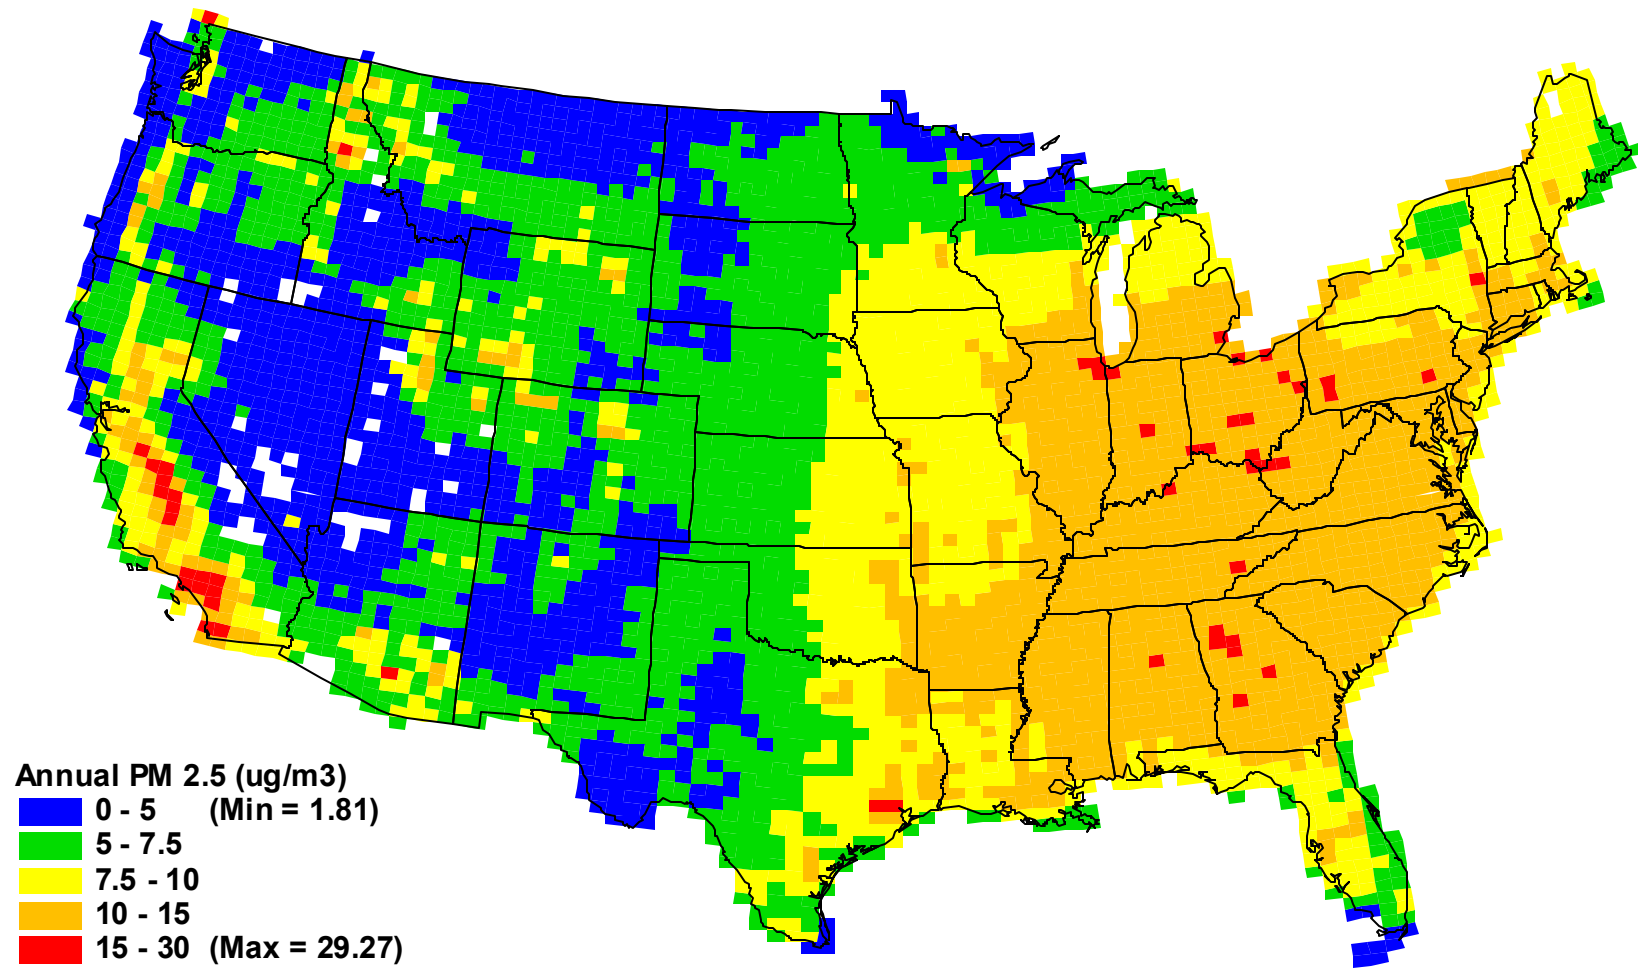 Annual PM 2.5 (ug/m3)
0 - 5 (Min = 1.81)
5 - 7.5
7.5 - 10
10 - 15
15 - 30 (Max = 29.27)